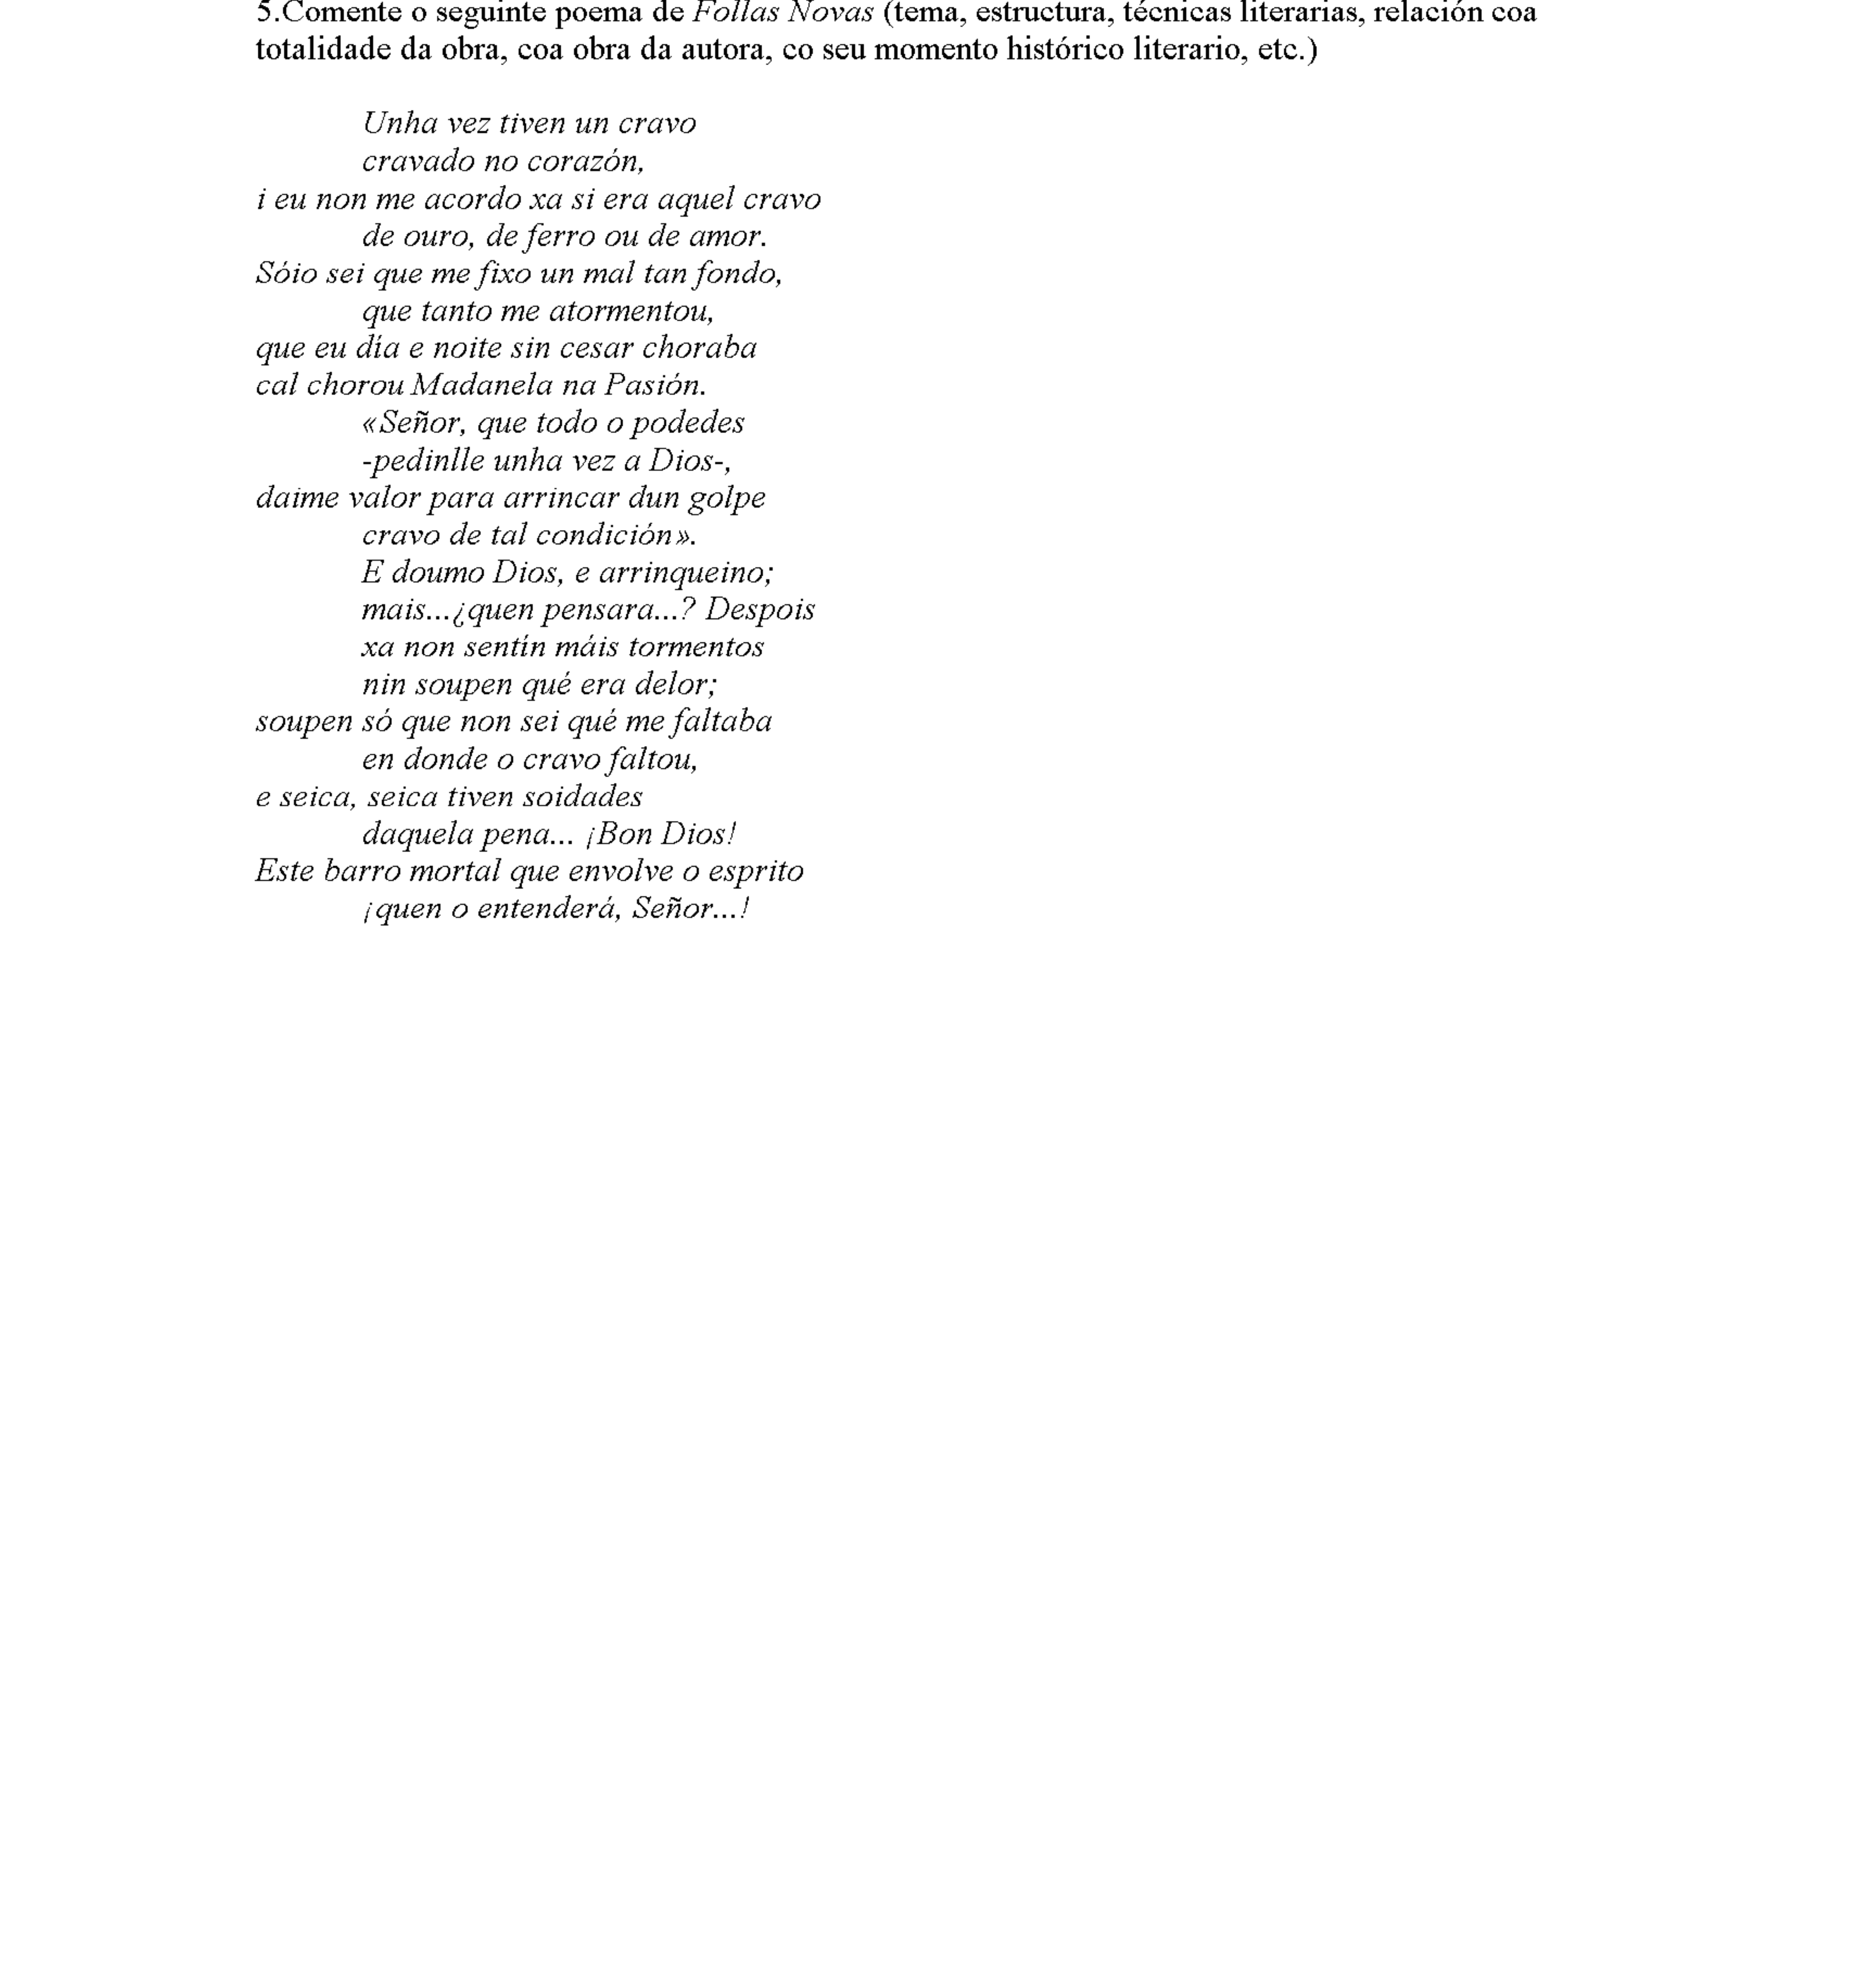 5.Comente o seguinte poema de Follas Novas (tema, estructura, técnicas literarias, relación coa
totalidade da obra, coa obra da autora, co seu momento histórico literario, etc.)
Unha vez tiven un cravo
cravado no corazón,
i eu non me acordo xa si era aquel cravo
de ouro, de ferro ou de amor.
Sóio sei que me fixo un mal tan fondo,
que tanto me atormentou,
que eu día e noite sin cesar choraba
cal chorou Madanela na Pasión.
«Señor, que todo o podedes
-pedinlle unha vez a Dios-,
daime valor para arrincar dun golpe
cravo de tal condición».
E doumo Dios, e arrinqueino;
mais...¿quen pensara...? Despois
xa non sentín máis tormentos
nin soupen qué era delor;
soupen só que non sei qué me faltaba
en donde o cravo faltou,
e seica, seica tiven soidades
daquela pena... ¡Bon Dios!
Este barro mortal que envolve o esprito
¡quen o entenderá, Señor...!